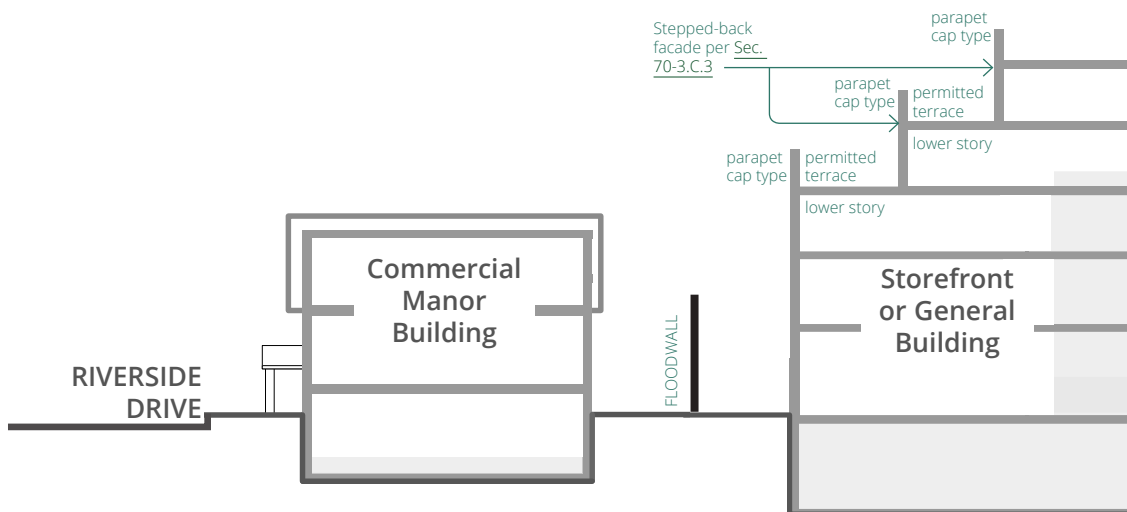 parapet
cap type
Stepped-back
facade per Sec.
70-3.C.3
parapet
cap type
permitted
terrace
lower story
parapet
cap type
permitted
terrace
lower story
Commercial
Manor
Building
Storefront
or General
Building
FLOODWALL
RIVERSIDE
DRIVE